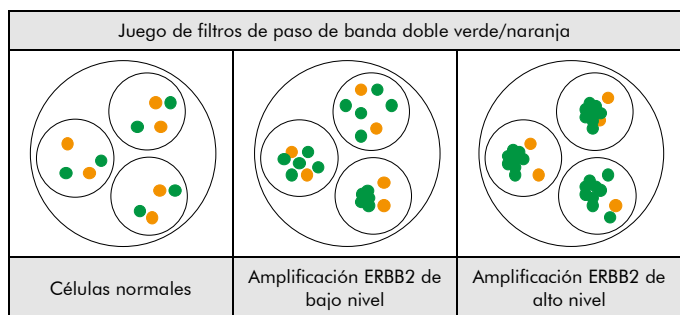 Juego de filtros de paso de banda doble verde/naranja
Células normales
Amplificación ERBB2 de
bajo nivel
Amplificación ERBB2 de
alto nivel